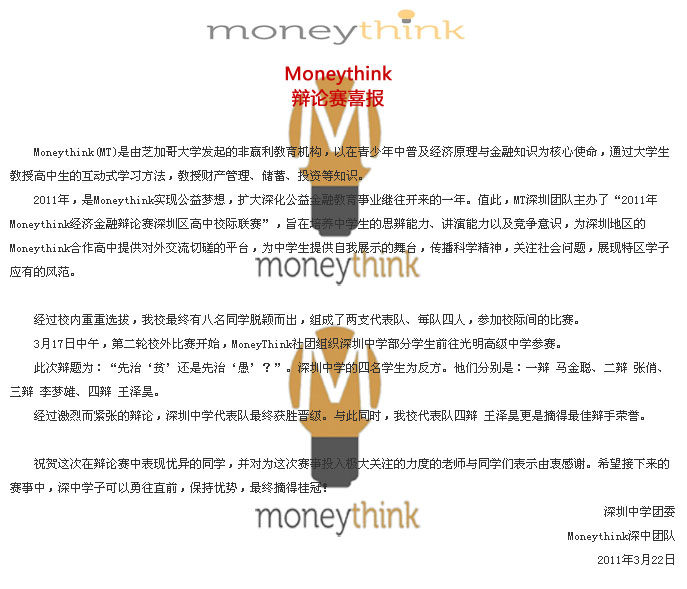 moneythink
Moneythink
辩论赛喜报
Moneythink(MT)是由芝加哥大学发起的非赢利教育机构，以在青少年中普及经济原理与金融知识为核心使命，通过大学生
教授高中生的互动式学习方法，教授财产管理、储蓄、投资等知识。
2011年，是Moneythink实现公益梦想，扩大深化公益金融教育事业继往开来的一年。值此，MT深圳团队主办了“2011年
Moneythink经济金融辩论赛深圳区高中校际联赛”，旨在培养中学生的思辨能力、讲演能力以及竞争意识，为深圳地区的
Moneythink合作高中提供对外交流切磋的平台，为中学生提供自我展示的舞台，传播科学精神，关注社会问题，展现特区学子
应有的风范。
moneythink
经过校内重重选拔，我校最终有八名同学脱颖而出，组成了两支代表队、每队四人，参加校际间的比赛。
3月17日中午，第二轮校外比赛开始，MoneyThink社团组织深圳中学部分学生前往光明高级中学参赛。
此次辩题为：“先治‘贫’还是先治‘愚’？”。深圳中学的四名学生为反方。他们分别是：一辩 马金聪、二辩 张俏、
三辩 李梦雄、四辩 王泽昊。
经过激烈而紧张的辩论，深圳中学代表队最终获胜晋级。与此同时，我校代表队四辩 王泽昊更是摘得最佳辩手荣誉。
祝贺这次在辩论赛中表现优异的同学，并对为这次赛事投入极大关注的力度的老师与同学们表示由衷感谢。希望接下来的
赛事中，深中学子可以勇往直前，保持优势，最终摘得桂冠！
moneythink
深圳中学团委
Moneythink深中团队
2011年3月22日